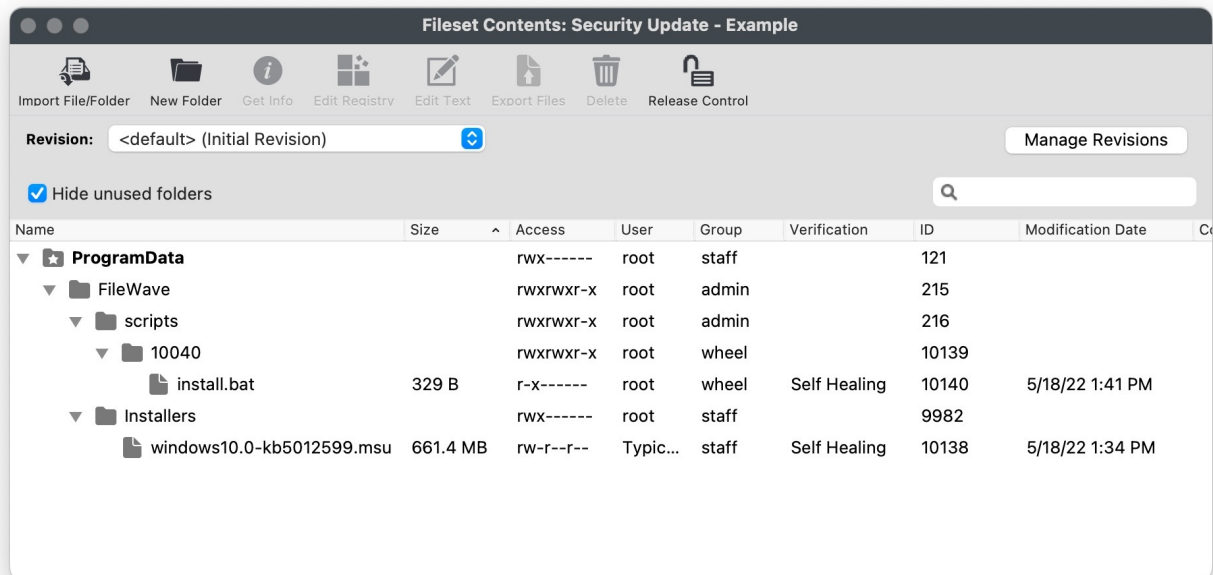 Fileset Contents: Security Update - Example
Import File/Folder New Folder Get Info Edit Registry Edit Text Export Files Delete Release Control
Revision: <default> (Initial Revision) Manage Revisions
Hide unused folders
Name Size Access User Group Verification ID Modification Date
ProgramData rwx------ root staff 121
FileWave rwxrwxr-x root admin 215
scripts rwxrwxr-x root admin 216
10040 rwxrwxr-x root wheel 10139
install.bat 329 B r-x------ root wheel Self Healing 10140 5/18/22 1:41 PM
Installers rwx------ root staff 9982
windows10.0-kb5012599.msu 661.4 MB rw-r--r-- Typic... staff Self Healing 10138 5/18/22 1:34 PM